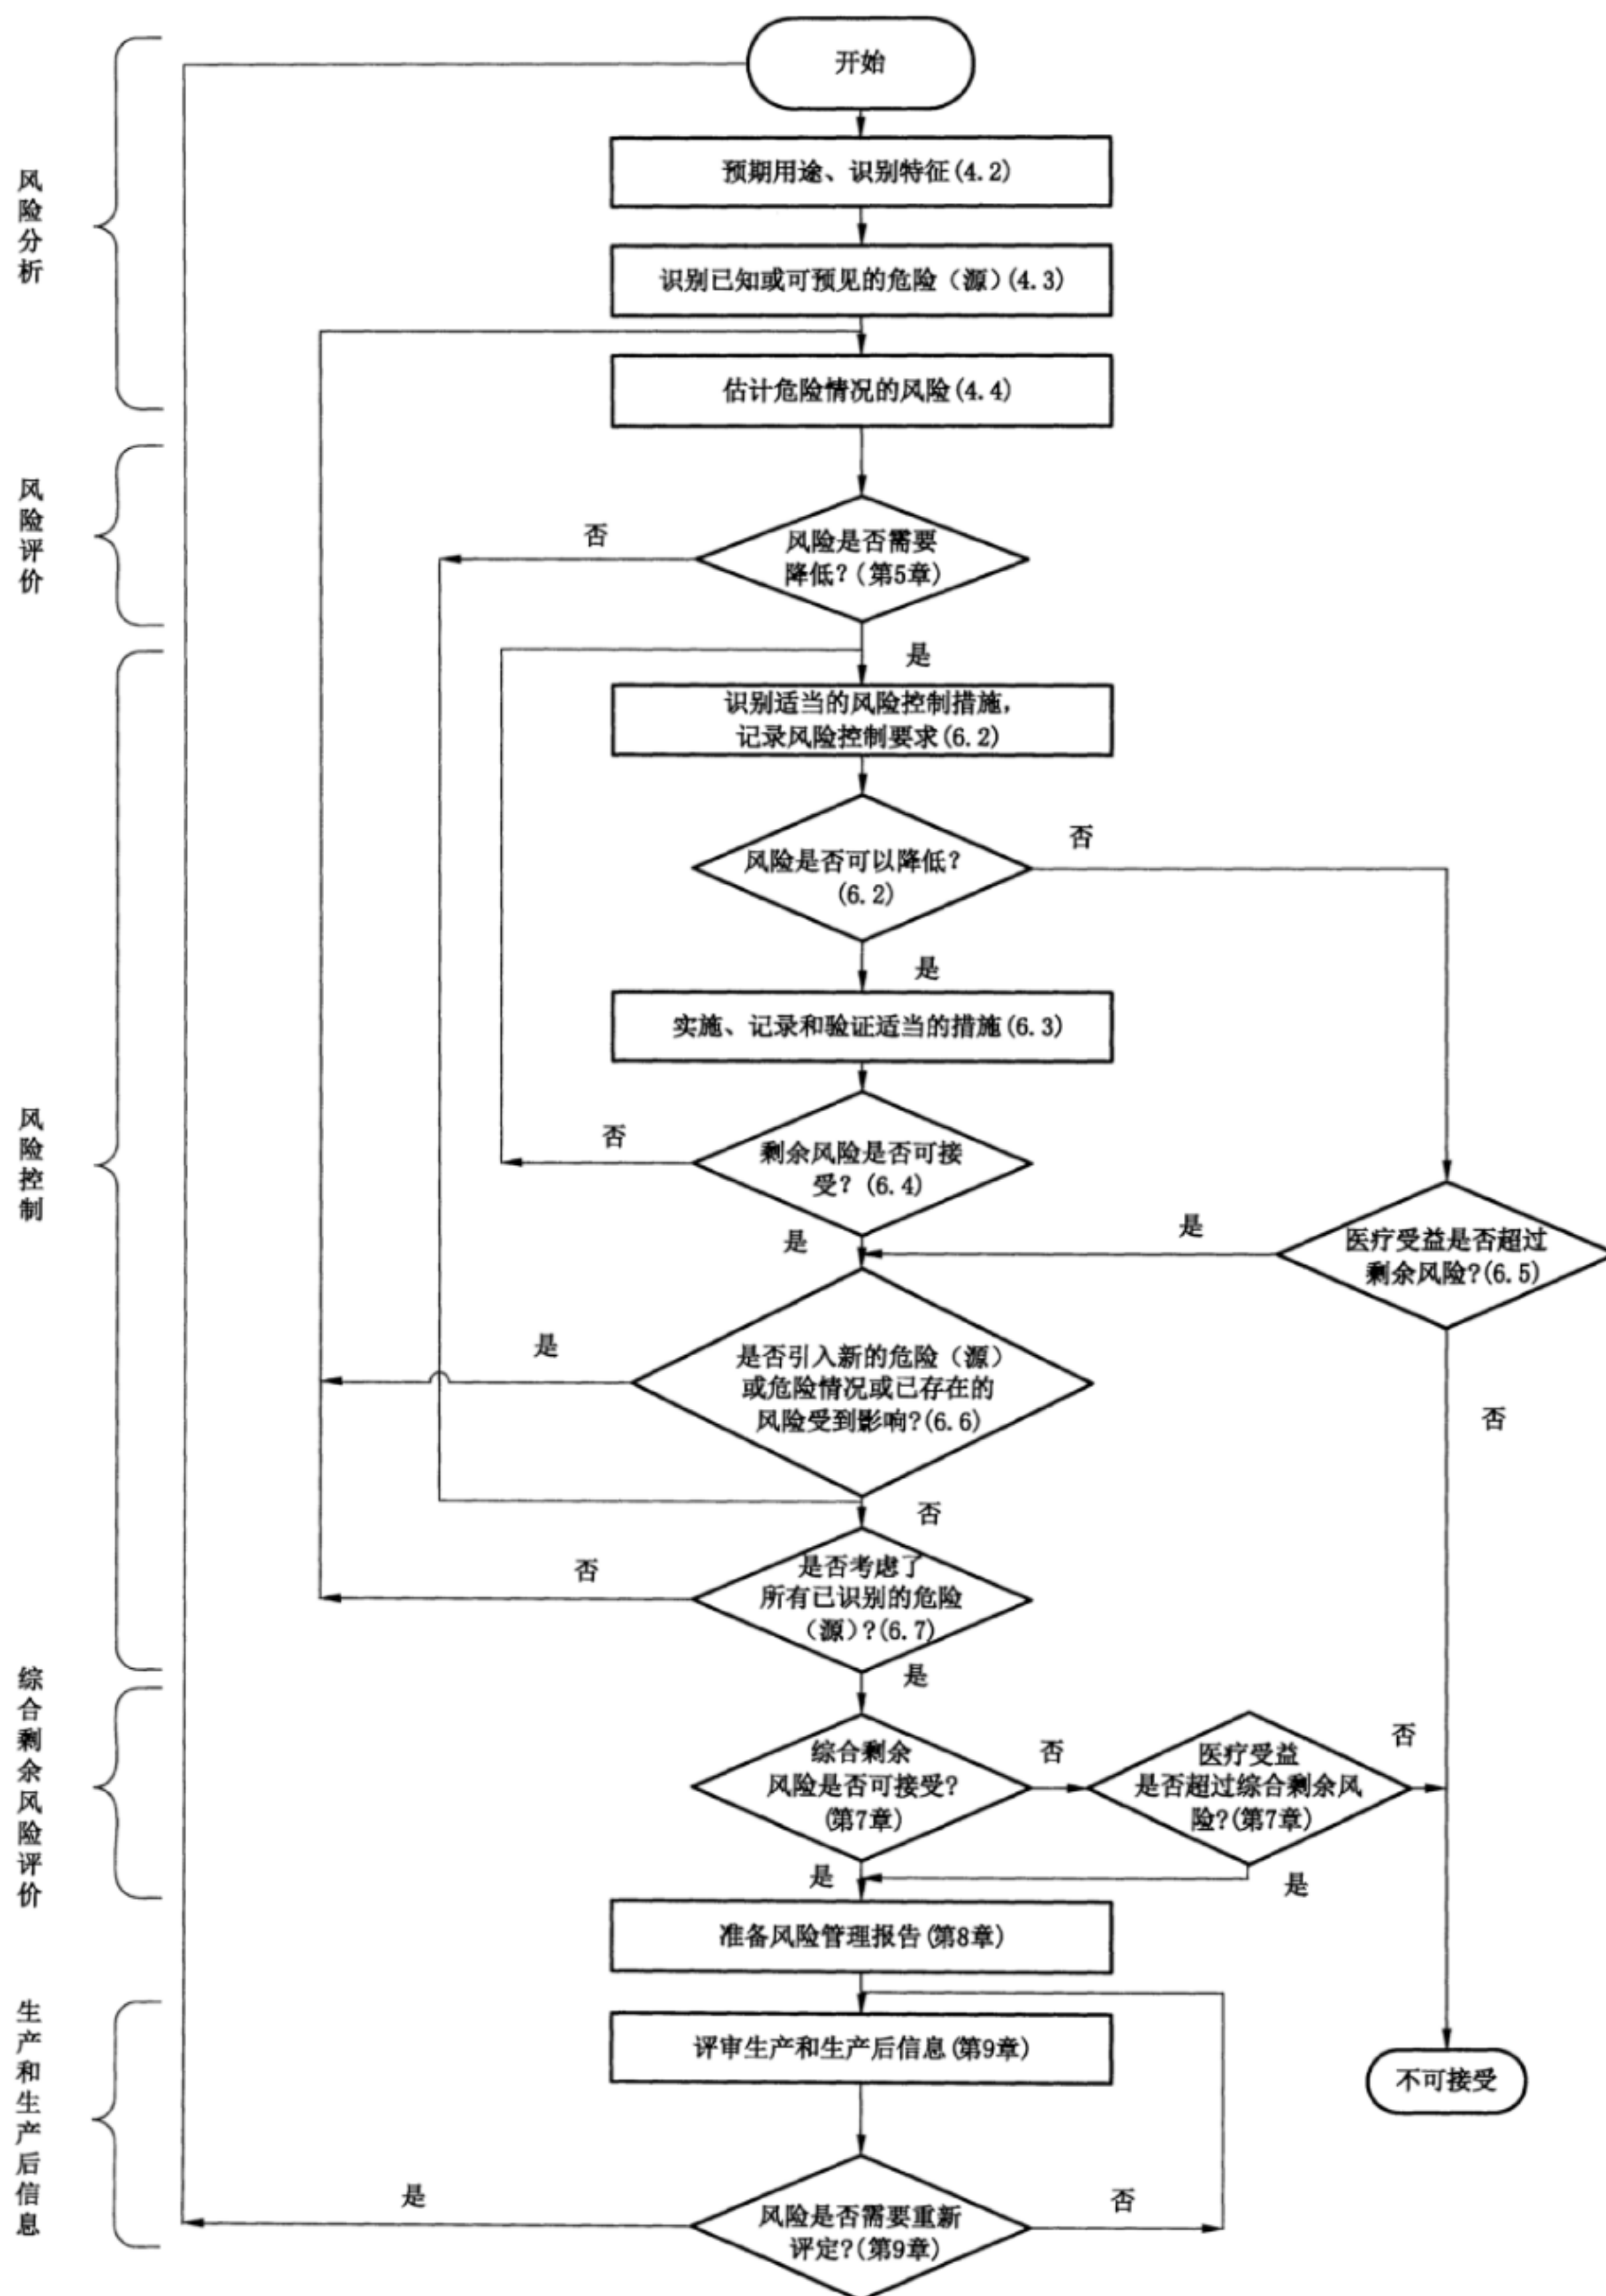 开始
风险分析
预期用途、识别特征(4.2)
识别已知或可预见的危险（源）(4.3)
估计危险情况的风险(4.4)
风险评价
否
风险是否需要
降低?(第5章)
是
风险控制
识别适当的风险控制措施，
记录风险控制要求(6.2)
否
风险是否可以降低?
(6.2)
是
实施、记录和验证适当的措施(6.3)
否
剩余风险是否可接
受? (6.4)
是
是
医疗受益是否超过
剩余风险?(6.5)
是
是否引入新的危险（源）
或危险情况或已存在的
风险受到影响?(6.6)
否
否
否
是否考虑了
所有已识别的危险
（源）?(6.7)
是
综合剩余风险评价
综合剩余
风险是否可接受?
(第7章)
否
医疗受益
是否超过综合剩余风
险?(第7章)
否
是
是
准备风险管理报告(第8章)
生产和生产后信息
评审生产和生产后信息(第9章)
不可接受
是
风险是否需要重新
评定?(第9章)
否